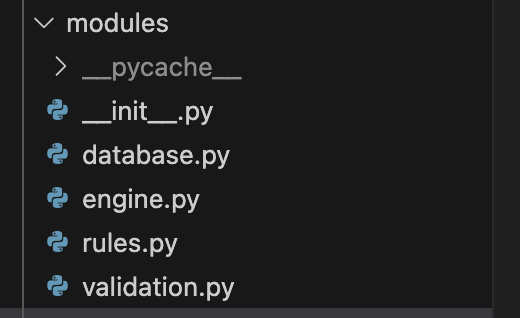 modules
__pycache__
__init__.py
database.py
engine.py
rules.py
validation.py